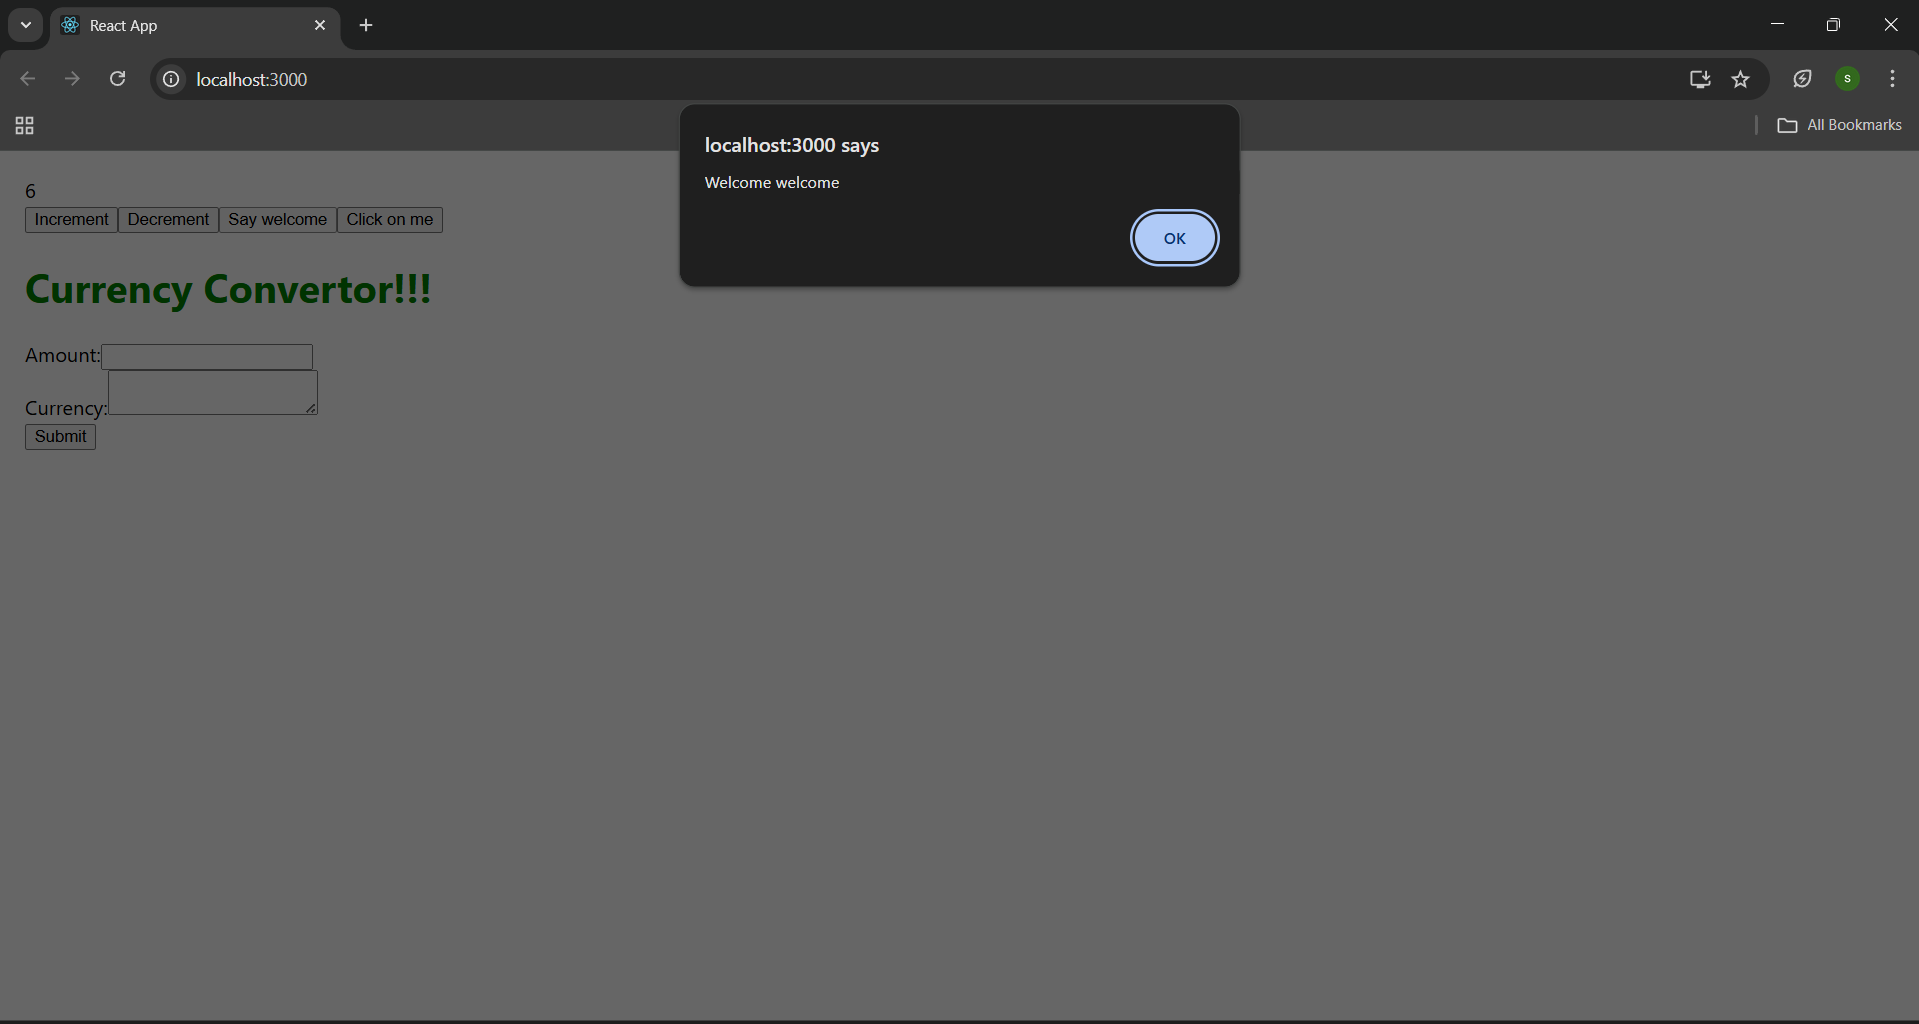 React App
localhost:3000
All Bookmarks
localhost:3000 says
Welcome welcome
OK
6
Increment Decrement Say welcome Click on me
Currency Convertor!!!
Amount:
Currency:
Submit
S